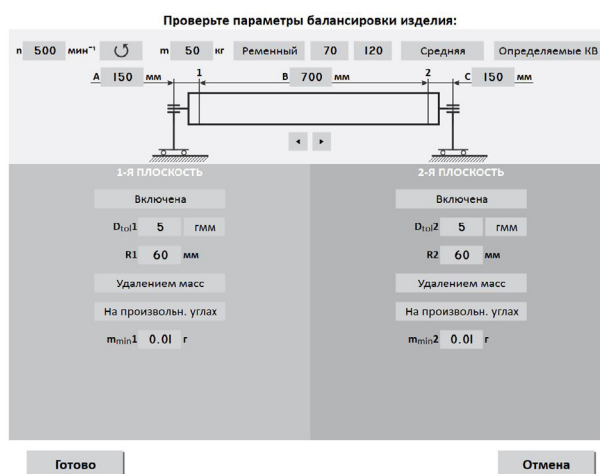 Проверьте параметры балансировки изделия:
n 500 мин⁻¹ m 50 кг Ременный 70 120 Средняя Определяемые КВ
A 150 мм 1 B 700 мм 2 C 150 мм
1-Я ПЛОСКОСТЬ 2-Я ПЛОСКОСТЬ
Включена Включена
Dtol1 5 гмм Dtol2 5 гмм
R1 60 мм R2 60 мм
Удалением масс Удалением масс
На произвольн. углах На произвольн. углах
mmin1 0.01 г mmin2 0.01 г
Готово Отмена